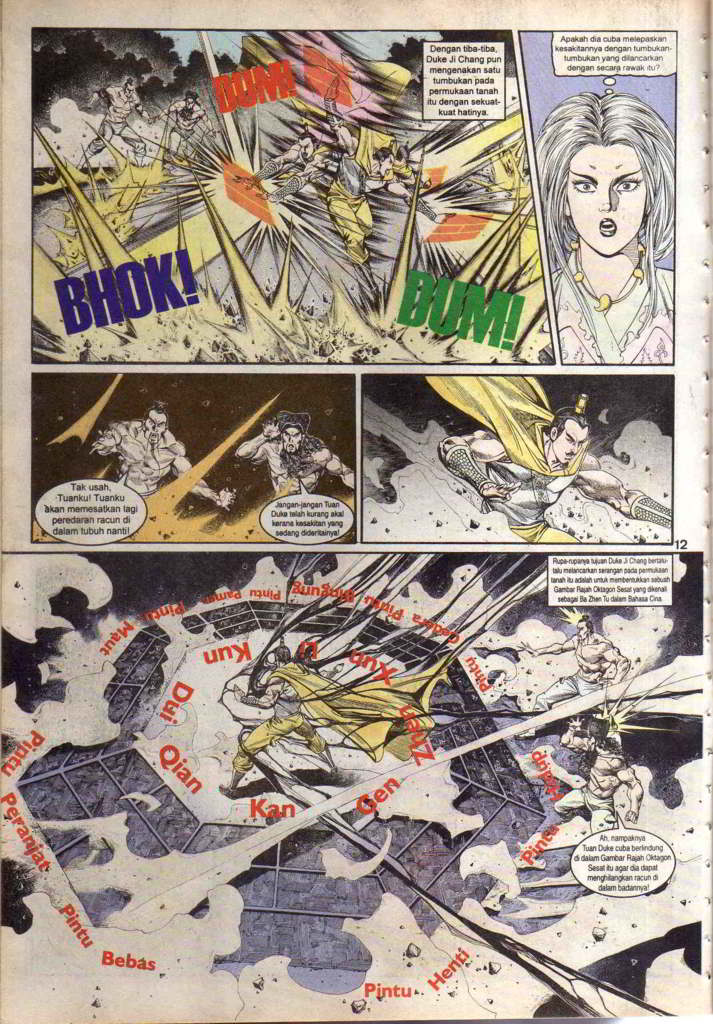 Dengan tiba-tiba,
Duke Ji Chang pun
mengenakan satu
tumbukan pada
permukaan tanah
itu dengan sekuat-
kuat hatinya.
DUM!
BHOK!
DUM!
Apakah dia cuba melepaskan
kesakitannya dengan tumbukan-
tumbukan yang dilancarkan
dengan secara rawak itu?
Tak usah,
Tuanku! Tuanku
akan memesatkan lagi
peredaran racun di
dalam tubuh nanti!
Jangan-jangan Tuan
Duke telah kurang akal
kerana kesakitan yang
sedang dideritainya!
12
Rupa-rupanya tujuan Duke Ji Chang bertalu-
talu melancarkan serangan pada permukaan
tanah itu adalah untuk membentukkan sebuah
Gambar Rajah Oktagon Sesat yang dikenali
sebagai Ba Zhen Tu dalam Bahasa Cina.
Pintu Maut
Pintu
Pintu Bingung
Pintu Cedera
Pintu Hidup
Kun
Li
Xun
Dui
Zhen
Qian
Kan
Gen
Pintu
Peranjat
Pintu
Bebas
Pintu
Henti
Ah, nampaknya
Tuan Duke cuba berlindung
di dalam Gambar Rajah Oktagon
Sesat itu agar dia dapat
menghilangkan racun di
dalam badannya!